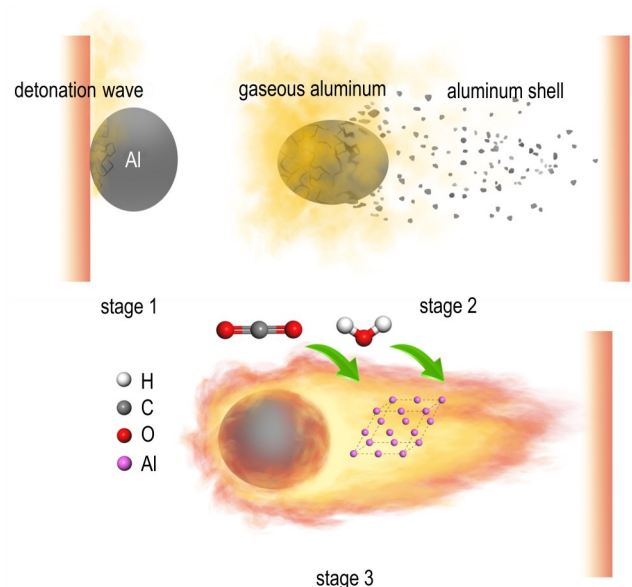 detonation wave
gaseous aluminum
aluminum shell
Al
stage 1
stage 2
H
C
O
Al
stage 3